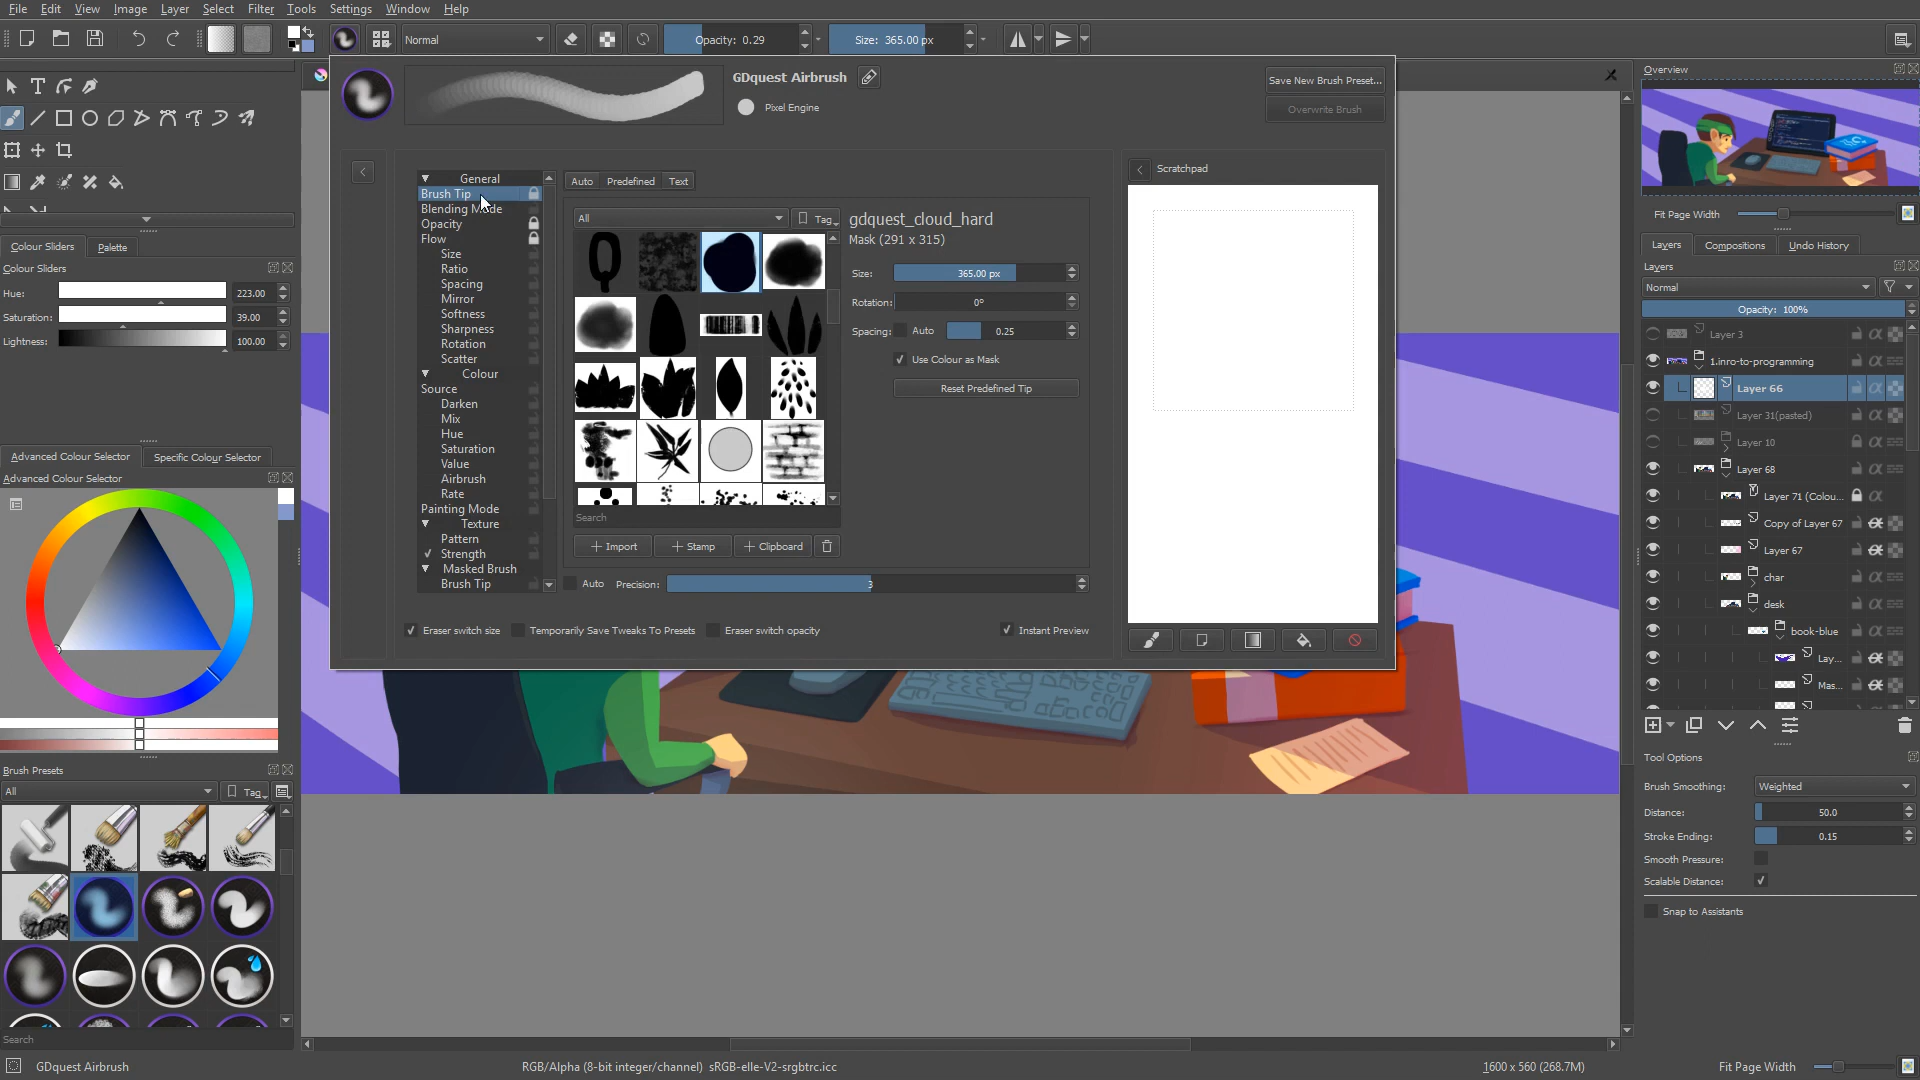 File Edit View Image Layer Select Filter Tools Settings Window Help
Normal
Opacity: 0.29
Size: 365.00 px
GDquest Airbrush
Pixel Engine
Save New Brush Preset...
Overwrite Brush
Scratchpad
General
Brush Tip
Blending Mode
Opacity
Flow
Size
Ratio
Spacing
Mirror
Softness
Sharpness
Rotation
Scatter
Colour
Source
Darken
Mix
Hue
Saturation
Value
Airbrush
Rate
Painting Mode
Texture
Pattern
Strength
Masked Brush
Brush Tip
Auto Predefined Text
All
Tag
Search
Import
Stamp
Clipboard
gdquest_cloud_hard
Mask (291 x 315)
Size: 365.00 px
Rotation: 0°
Spacing: Auto 0.25
Use Colour as Mask
Reset Predefined Tip
Auto Precision: 3
Eraser switch size
Temporarily Save Tweaks To Presets
Eraser switch opacity
Instant Preview
Colour Sliders Palette
Colour Sliders
Hue: 223.00
Saturation: 39.00
Lightness: 100.00
Advanced Colour Selector Specific Colour Selector
Advanced Colour Selector
Brush Presets
All
Tag
Search
GDquest Airbrush
RGB/Alpha (8-bit integer/channel) sRGB-elle-V2-srgbtrc.icc
1600 x 560 (268.7M)
Fit Page Width
Overview
Fit Page Width
Layers Compositions Undo History
Layers
Normal
Opacity: 100%
Layer 3
1.inro-to-programming
Layer 66
Layer 31(pasted)
Layer 10
Layer 68
Layer 71 (Colou...
Copy of Layer 67
Layer 67
char
desk
book-blue
Lay...
Mas...
Tool Options
Brush Smoothing: Weighted
Distance: 50.0
Stroke Ending: 0.15
Smooth Pressure:
Scalable Distance:
Snap to Assistants